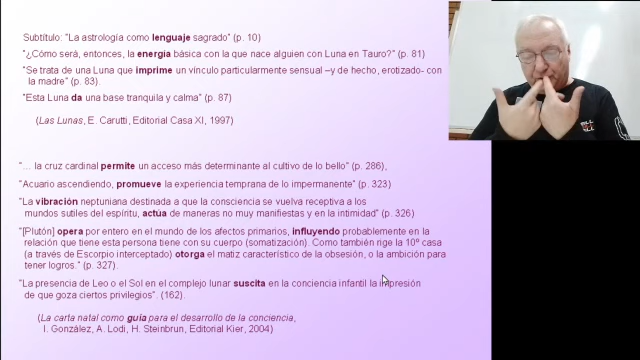 Subtítulo: "La astrología como lenguaje sagrado" (p. 10)
"¿Cómo será, entonces, la energía básica con la que nace alguien con Luna en Tauro?" (p. 81)
"Se trata de una Luna que imprime un vínculo particularmente sensual –y de hecho, erotizado- con
la madre" (p. 83).
"Esta Luna da una base tranquila y calma" (p. 87)
(Las Lunas, E. Carutti, Editorial Casa XI, 1997)
"… la cruz cardinal permite un acceso más determinante al cultivo de lo bello" (p. 286),
"Acuario ascendiendo, promueve la experiencia temprana de lo impermanente" (p. 323)
"La vibración neptuniana destinada a que la consciencia se vuelva receptiva a los
mundos sutiles del espíritu, actúa de maneras no muy manifiestas y en la intimidad" (p. 326)
"[Plutón] opera por entero en el mundo de los afectos primarios, influyendo probablemente en la
relación que tiene esta persona tiene con su cuerpo (somatización). Como también rige la 10º casa
(a través de Escorpio interceptado) otorga el matiz característico de la obsesión, o la ambición para
tener logros." (p. 327).
"La presencia de Leo o el Sol en el complejo lunar suscita en la conciencia infantil la impresión
de que goza ciertos privilegios". (162).
(La carta natal como guía para el desarrollo de la conciencia,
I. González, A. Lodi, H. Steinbrun, Editorial Kier, 2004)